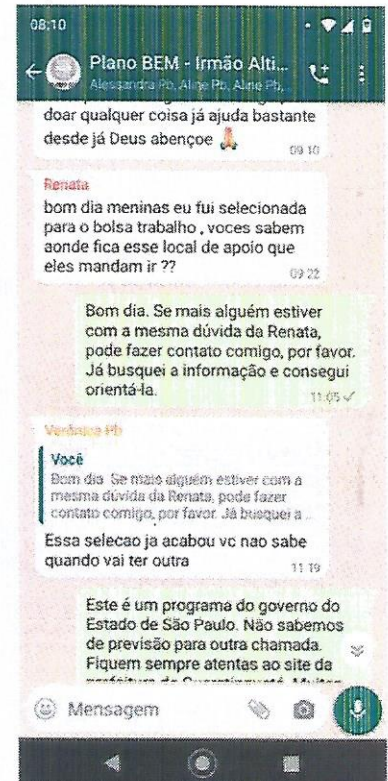 08:10
Plano BEM - Irmão Alti...
Alessandra Pb, Aline Pb, Aline Pb,
doar qualquer coisa já ajuda bastante
desde já Deus abençoe 🙏
09:10
Renata
bom dia meninas eu fui selecionada
para o bolsa trabalho , voces sabem
aonde fica esse local de apoio que
eles mandam ir ??
09:22
Bom dia. Se mais alguém estiver
com a mesma dúvida da Renata,
pode fazer contato comigo, por favor.
Já busquei a informação e consegui
orientá-la.
11:05
Verônica Pb
Você
Bom dia. Se mais alguém estiver com a
mesma dúvida da Renata, pode fazer
contato comigo, por favor. Já busquei a ...
Essa selecao ja acabou vc nao sabe
quando vai ter outra
11:19
Este é um programa do governo do
Estado de São Paulo. Não sabemos
de previsão para outra chamada.
Fiquem sempre atentas ao site da
prefeitura de Guaratinguetá. Muitas
Mensagem